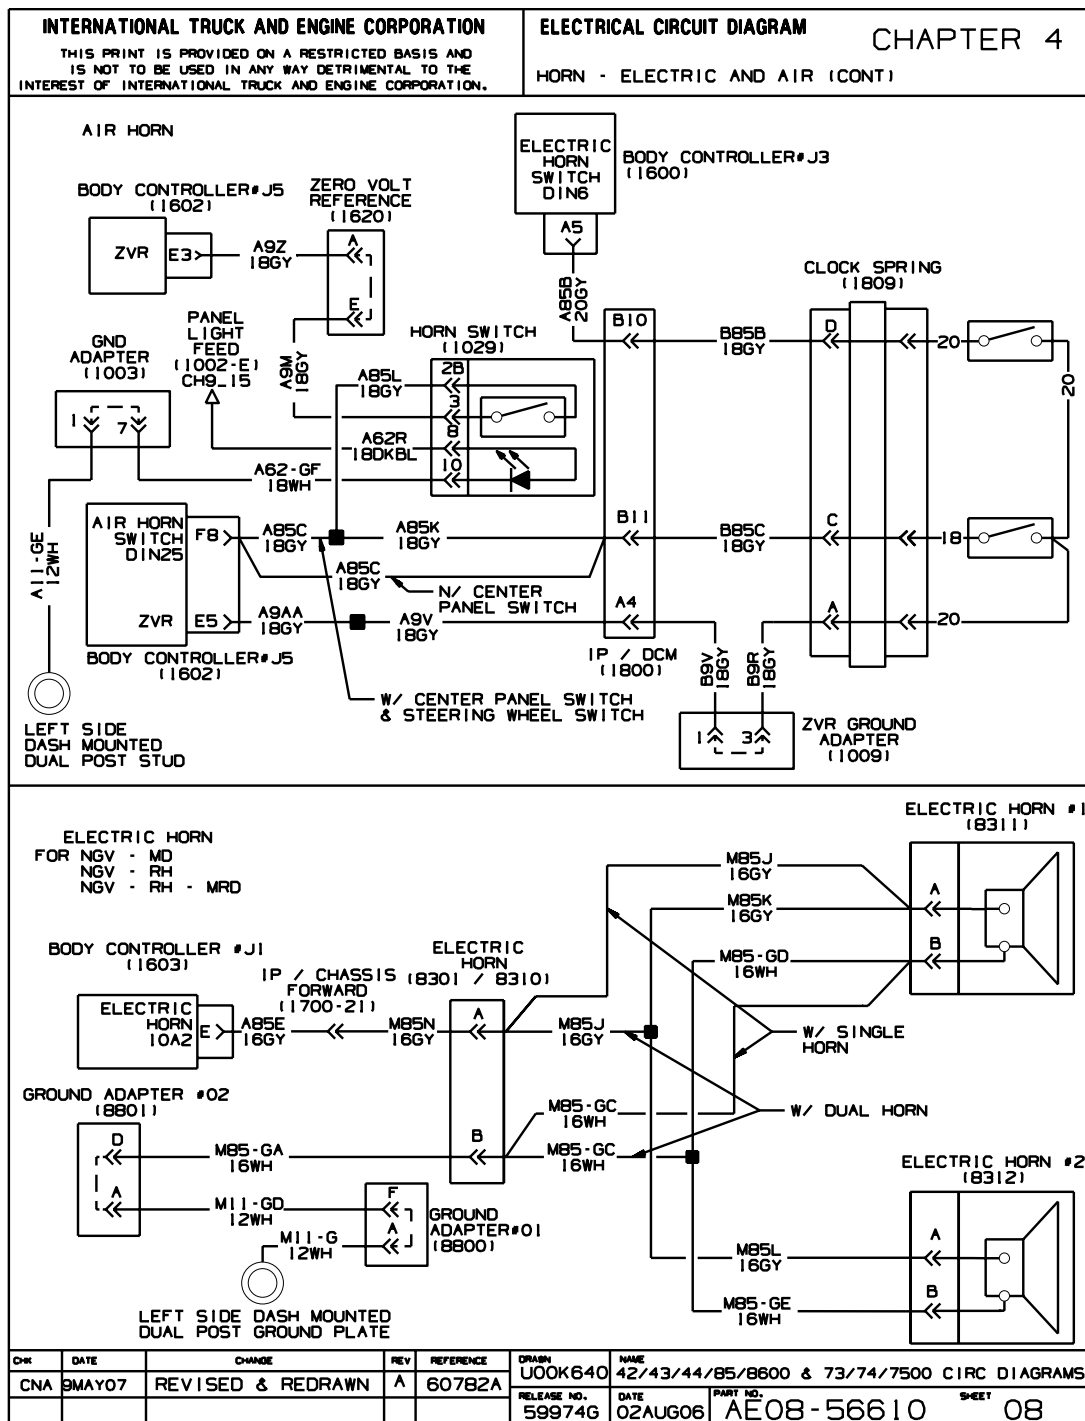 INTERNATIONAL TRUCK AND ENGINE CORPORATION
THIS PRINT IS PROVIDED ON A RESTRICTED BASIS AND
IS NOT TO BE USED IN ANY WAY DETRIMENTAL TO THE
INTEREST OF INTERNATIONAL TRUCK AND ENGINE CORPORATION.
ELECTRICAL CIRCUIT DIAGRAM
CHAPTER 4
HORN - ELECTRIC AND AIR (CONT)
AIR HORN
ELECTRIC
HORN
SWITCH
DIN6
A5
BODY CONTROLLER#J3
(1600)
BODY CONTROLLER#J5
(1602)
ZVR
E3
A9Z
18GY
ZERO VOLT
REFERENCE
(1620)
A
E
A85B
20GY
CLOCK SPRING
(1809)
PANEL
LIGHT
FEED
(1002-E)
CH9_15
GND
ADAPTER
(1003)
1
7
A9M
18GY
HORN SWITCH
(1029)
2B
3
8
10
A85L
18GY
A62R
18DKBL
A62-GF
18WH
B10
B85B
18GY
D
20
20
A11-GE
12WH
AIR HORN
SWITCH
DIN25
F8
ZVR
E5
BODY CONTROLLER#J5
(1602)
A85C
18GY
A85K
18GY
A85C
18GY
N/ CENTER
PANEL SWITCH
B11
B85C
18GY
C
18
A9AA
18GY
A9V
18GY
A4
A
20
IP / DCM
(1800)
B9V
18GY
B9R
18GY
W/ CENTER PANEL SWITCH
& STEERING WHEEL SWITCH
1
3
ZVR GROUND
ADAPTER
(1009)
LEFT SIDE
DASH MOUNTED
DUAL POST STUD
ELECTRIC HORN
FOR NGV - MD
NGV - RH
NGV - RH - MRD
ELECTRIC HORN #1
(8311)
A
B
M85J
16GY
M85K
16GY
M85-GD
16WH
BODY CONTROLLER #J1
(1603)
ELECTRIC
HORN
10A2
E
A85E
16GY
IP / CHASSIS
FORWARD
(1700-21)
M85N
16GY
ELECTRIC
HORN
(8301 / 8310)
A
B
M85J
16GY
W/ SINGLE
HORN
W/ DUAL HORN
M85-GC
16WH
M85-GC
16WH
GROUND ADAPTER #02
(8801)
D
A
M85-GA
16WH
M11-GD
12WH
M11-G
12WH
F
A
GROUND
ADAPTER#01
(8800)
LEFT SIDE DASH MOUNTED
DUAL POST GROUND PLATE
ELECTRIC HORN #2
(8312)
A
B
M85L
16GY
M85-GE
16WH
CHK
DATE
CHANGE
REV
REFERENCE
CNA
9MAY07
REVISED & REDRAWN
A
60782A
DRAWN
U00K640
NAME
42/43/44/85/8600 & 73/74/7500 CIRC DIAGRAMS
RELEASE NO.
59974G
DATE
02AUG06
PART NO.
AE08-56610
SHEET
08